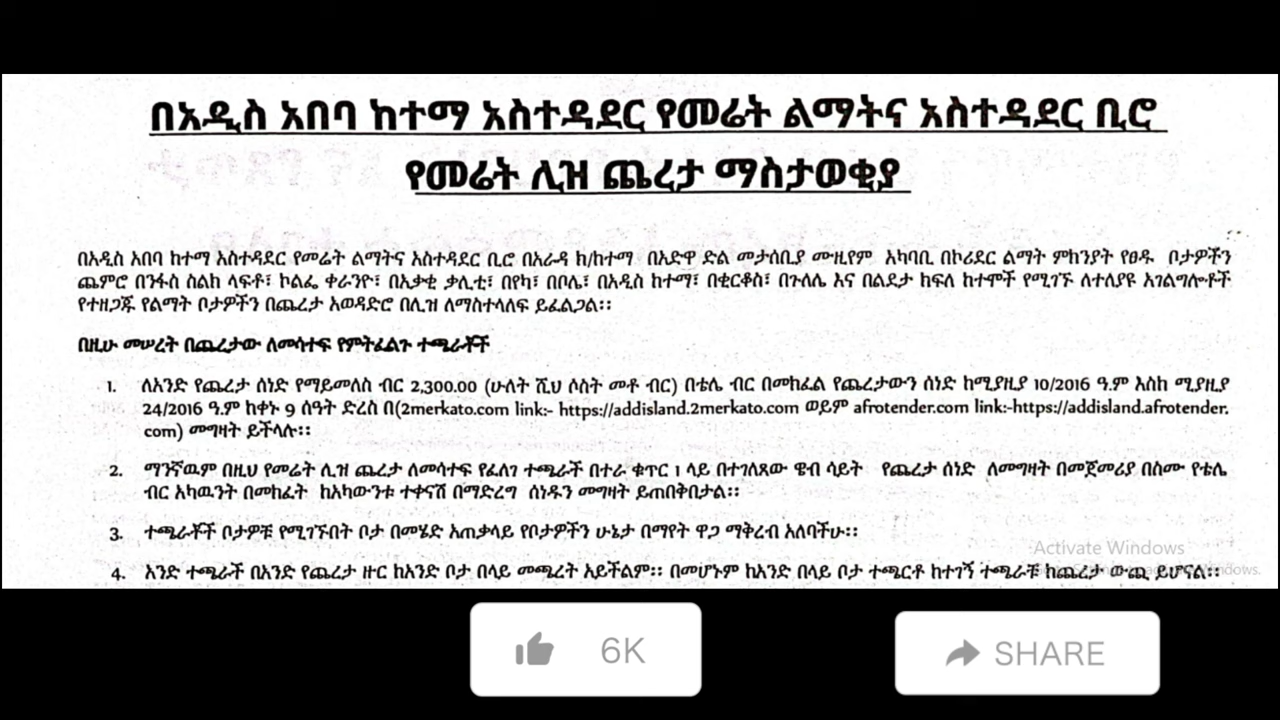 በአዲስ አበባ ከተማ አስተዳደር የመሬት ልማትና አስተዳደር ቢሮ
የመሬት ሊዝ ጨረታ ማስታወቂያ
በአዲስ አበባ ከተማ አስተዳደር የመሬት ልማትና አስተዳደር ቢሮ በአራዳ ክ/ከተማ በአድዋ ድል መታሰቢያ ሙዚየም አካባቢ በኮሪደር ልማት ምክንያት የፀዱ ቦታዎችን
ጨምሮ በንፋስ ስልክ ላፍቶ፣ ኮልፌ ቀራንዮ፣ በአቃቂ ቃሊቲ፣ በየካ፣ በቦሌ፣ በአዲስ ከተማ፣ በቂርቆስ፣ በጉለሌ እና በልደታ ክፍለ ከተሞች የሚገኙ ለተለያዩ አገልግሎቶች
የተዘጋጁ የልማት ቦታዎችን በጨረታ አወዳድሮ በሊዝ ለማስተላለፍ ይፈልጋል፡፡
በዚሁ መሠረት በጨረታው ለመሳተፍ የምትፈልጉ ተጫራቾች
1. ለአንድ የጨረታ ሰነድ የማይመለስ ብር 2,300.00 (ሁለት ሺህ ሶስት መቶ ብር) በቴሌ ብር በመክፈል የጨረታውን ሰነድ ከሚያዚያ 10/2016 ዓ.ም እስከ ሚያዚያ
24/2016 ዓ.ም ከቀኑ 9 ሰዓት ድረስ በ(2merkato.com link:- https://addisland.2merkato.com ወይም afrotender.com link:-https://addisland.afrotender.
com) መግዛት ይችላሉ፡፡
2. ማንኛዉም በዚህ የመሬት ሊዝ ጨረታ ለመሳተፍ የፈለገ ተጫራች በተራ ቁጥር 1 ላይ በተገለጸው ዌብ ሳይት የጨረታ ሰነድ ለመግዛት በመጀመሪያ በስሙ የቴሌ
ብር አካዉንት በመክፈት ከአካውንቱ ተቀናሽ በማድረግ ሰነዱን መግዛት ይጠበቅበታል፡፡
3. ተጫራቾች ቦታዎቹ የሚገኙበት ቦታ በመሄድ አጠቃላይ የቦታዎችን ሁኔታ በማየት ዋጋ ማቅረብ አለባችሁ፡፡
4. አንድ ተጫራች በአንድ የጨረታ ዙር ከአንድ ቦታ በላይ መጫረት አይችልም፡፡ በመሆኑም ከአንድ በላይ ቦታ ተጫርቶ ከተገኝ ተጫራቹ ከጨረታ ውጪ ይሆናል፡፡
Activate Windows
6K
SHARE